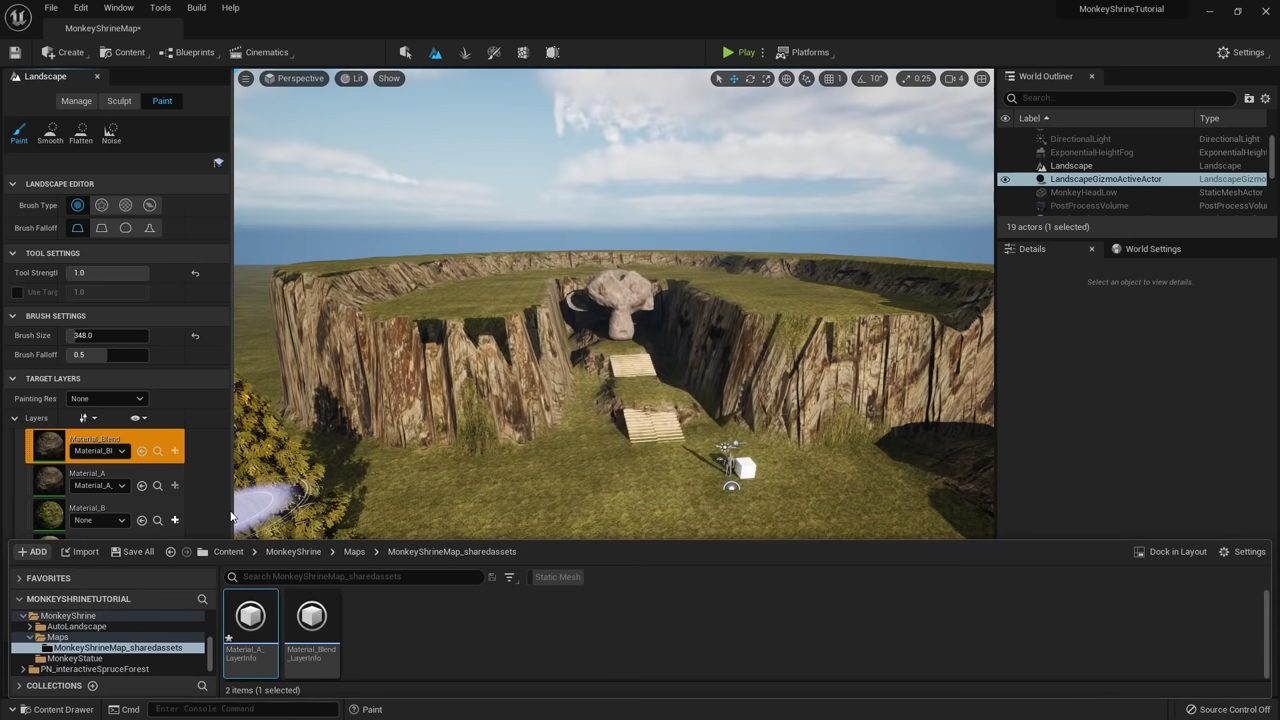 File Edit Window Tools Build Help
MonkeyShrineTutorial
MonkeyShrineMap*
Create Content Blueprints Cinematics Play Platforms Settings
Landscape
Perspective Lit Show
1 10° 0.25 4
World Outliner
Manage Sculpt Paint
Search...
Label Type
Paint Smooth Flatten Noise
DirectionalLight DirectionalLight
ExponentialHeightFog ExponentialHeigh
Landscape Landscape
LandscapeGizmoActiveActor LandscapeGizmo
MonkeyHeadLow StaticMeshActor
PostProcessVolume PostProcessVolu
19 actors (1 selected)
LANDSCAPE EDITOR
Brush Type
Brush Falloff
Details World Settings
Select an object to view details.
TOOL SETTINGS
Tool Strengtl 1.0
Use Targ 1.0
BRUSH SETTINGS
Brush Size 348.0
Brush Falloff 0.5
TARGET LAYERS
Painting Res None
Layers
Material_Blend
Material_Bl
Material_A
Material_A_
Material_B
None
ADD Import Save All Content MonkeyShrine Maps MonkeyShrineMap_sharedassets Dock in Layout Settings
FAVORITES
Search MonkeyShrineMap_sharedassets
Static Mesh
MONKEYSHRINETUTORIAL
MonkeyShrine
AutoLandscape
Maps
MonkeyShrineMap_sharedassets
MonkeyStatue
PN_interactiveSpruceForest
COLLECTIONS
Material_A_
LayerInfo
Material_Blend
_LayerInfo
2 items (1 selected)
Content Drawer Cmd Enter Console Command Paint Source Control Off